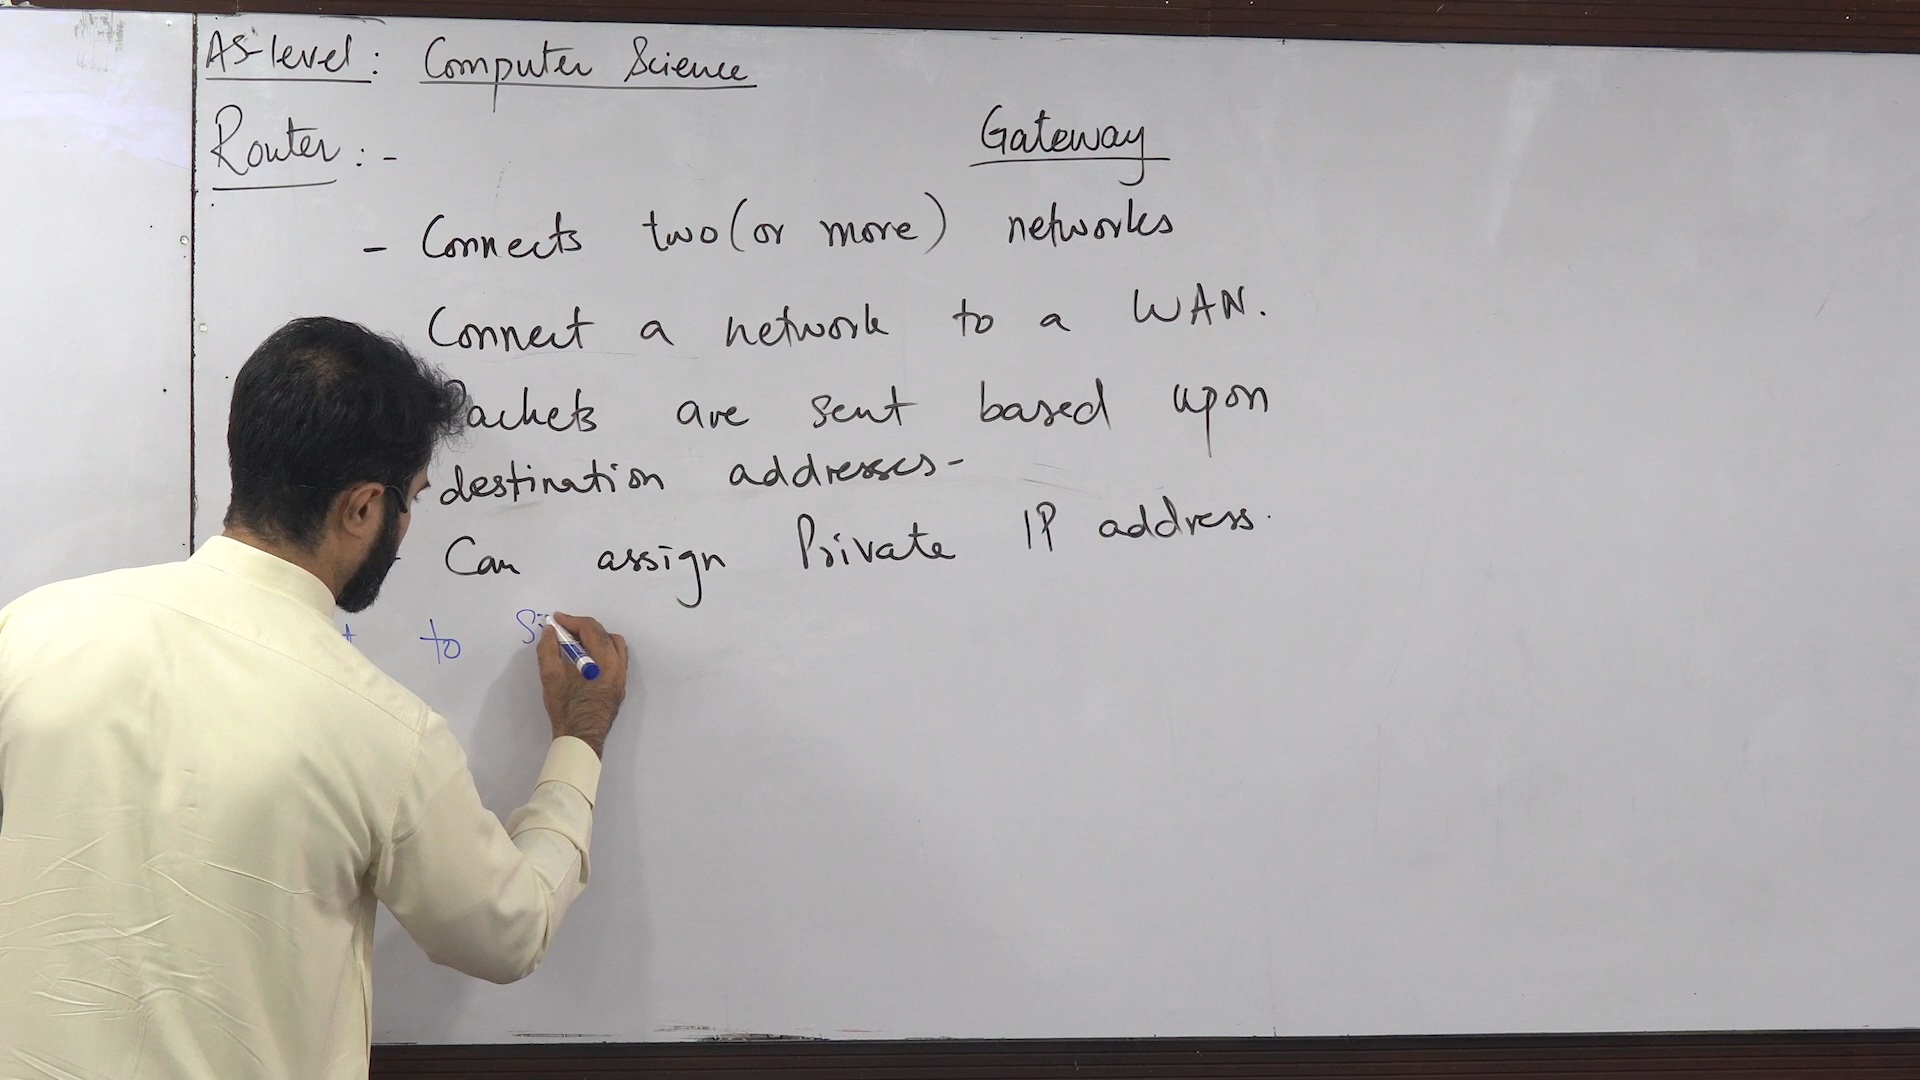 AS-level: Computer Science
Router :- Gateway
- Connects two (or more) networks
Connect a network to a WAN.
Packets are sent based upon
destination addresses-
Can assign Private IP address.
to